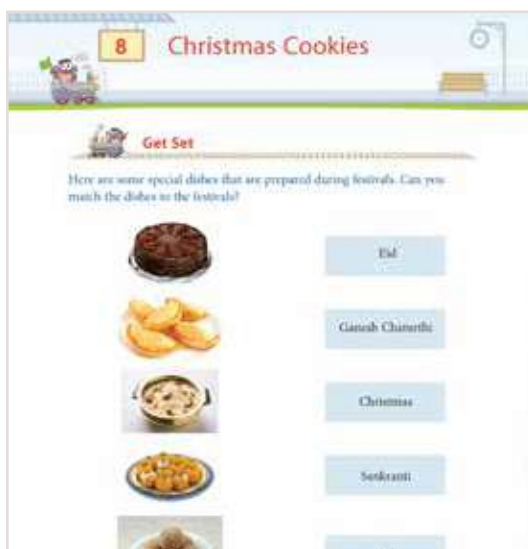 8 Christmas Cookies
Get Set
Here are some special dishes that are prepared during festivals. Can you
match the dishes to the festivals?
Eid
Ganesh Chaturthi
Christmas
Sankranti